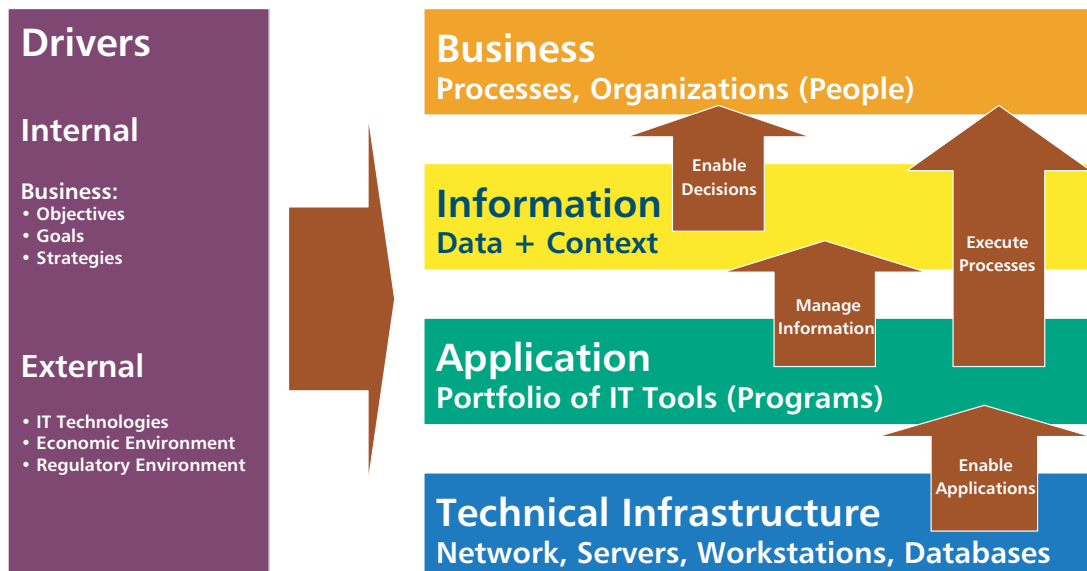 Drivers
Internal
Business:
• Objectives
• Goals
• Strategies
External
• IT Technologies
• Economic Environment
• Regulatory Environment
Business
Processes, Organizations (People)
Enable
Decisions
Information
Data + Context
Execute
Processes
Manage
Information
Application
Portfolio of IT Tools (Programs)
Enable
Applications
Technical Infrastructure
Network, Servers, Workstations, Databases